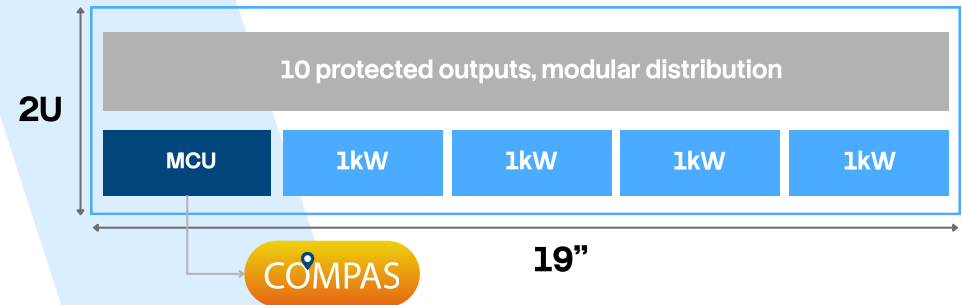 10 protected outputs, modular distribution
2U
MCU
1kW
1kW
1kW
1kW
COMPAS
19”